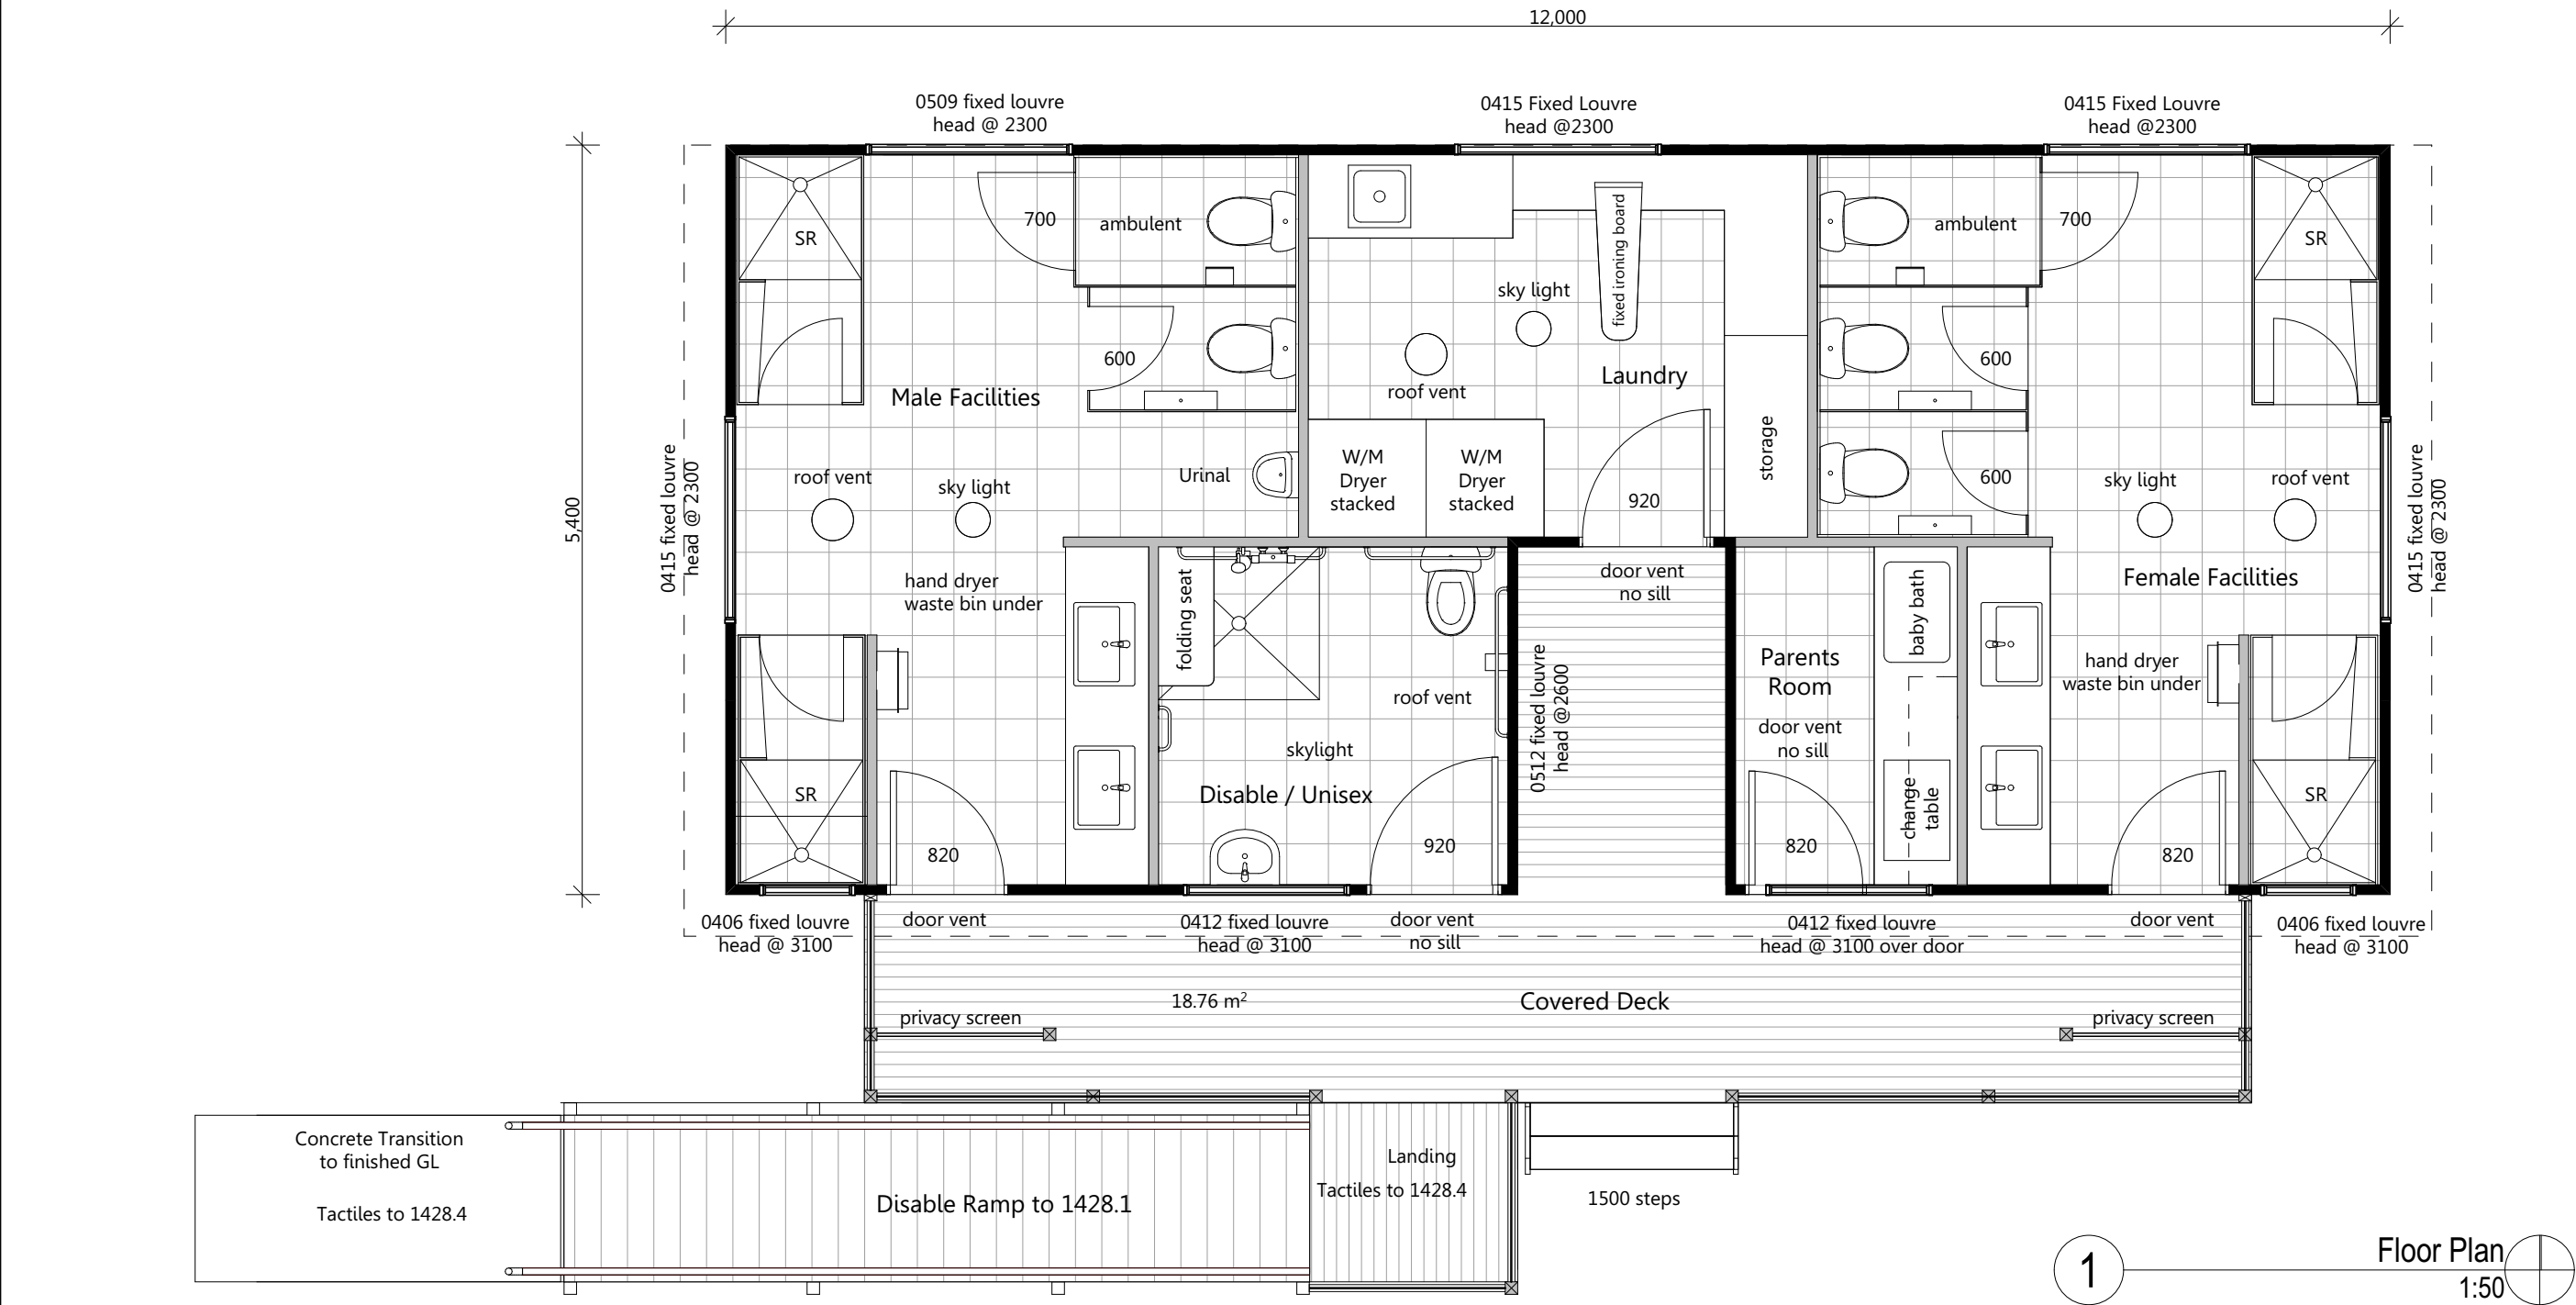 12,000
0509 fixed louvre
head @ 2300
0415 Fixed Louvre
head @2300
0415 Fixed Louvre
head @2300
SR
700
ambulent
fixed ironing board
ambulent
700
SR
sky light
600
roof vent
Laundry
600
Male Facilities
storage
5,400
0415 fixed louvre
head @ 2300
roof vent
sky light
Urinal
W/M
Dryer
stacked
W/M
Dryer
stacked
920
600
sky light
roof vent
0415 fixed louvre
head @ 2300
hand dryer
waste bin under
folding seat
door vent
no sill
baby bath
Female Facilities
Parents
Room
hand dryer
waste bin under
roof vent
0512 fixed louvre
head @2600
door vent
no sill
skylight
Disable / Unisex
change
table
SR
SR
820
920
820
820
0406 fixed louvre
head @ 3100
door vent
0412 fixed louvre
head @ 3100
door vent
no sill
0412 fixed louvre
head @ 3100 over door
door vent
0406 fixed louvre
head @ 3100
18.76 m²
Covered Deck
privacy screen
privacy screen
Concrete Transition
to finished GL
Tactiles to 1428.4
Disable Ramp to 1428.1
Landing
Tactiles to 1428.4
1500 steps
1
Floor Plan
1:50